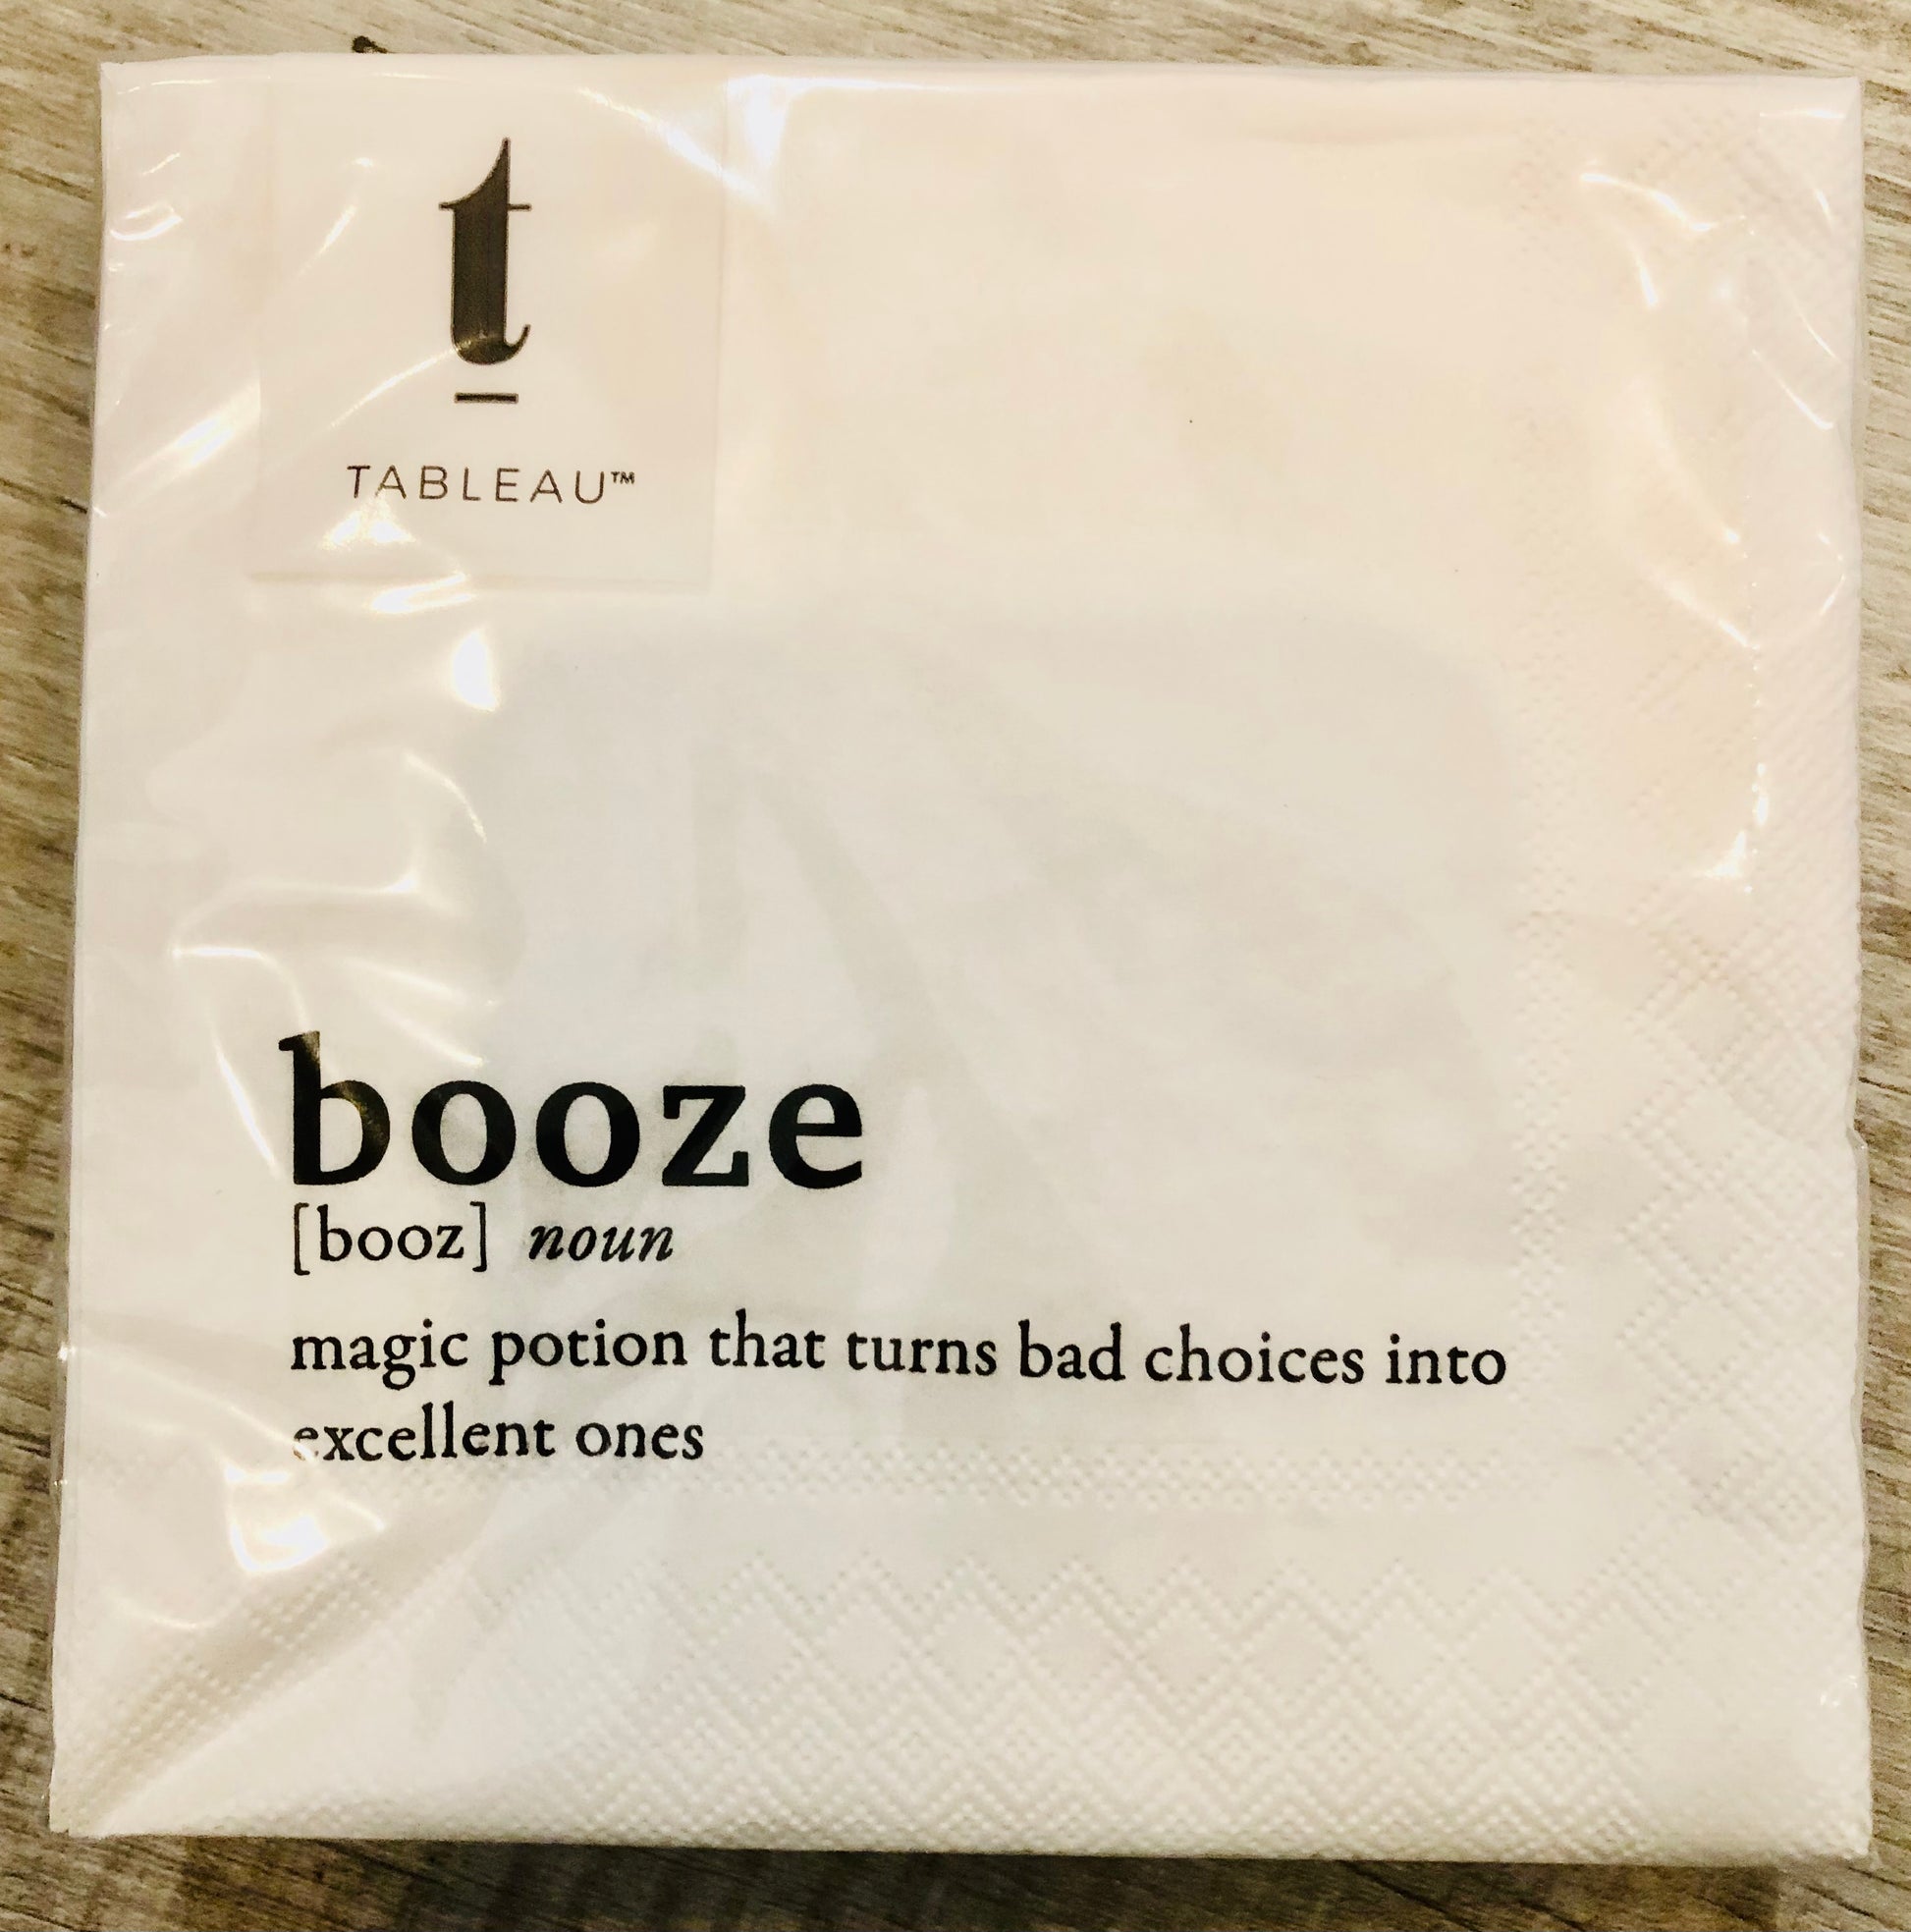 t
TABLEAU™
booze
[booz] noun
magic potion that turns bad choices into
excellent ones